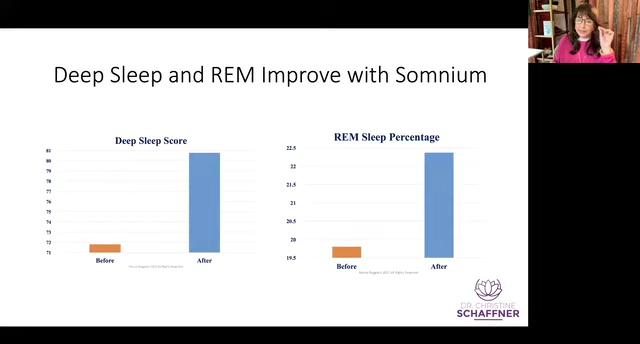 Deep Sleep and REM Improve with Somnium
Deep Sleep Score
81
80
79
78
77
76
75
74
73
72
71
Before
After
REM Sleep Percentage
22.5
22
21.5
21
20.5
20
19.5
Before
After
DR. CHRISTINE
SCHAFFNER